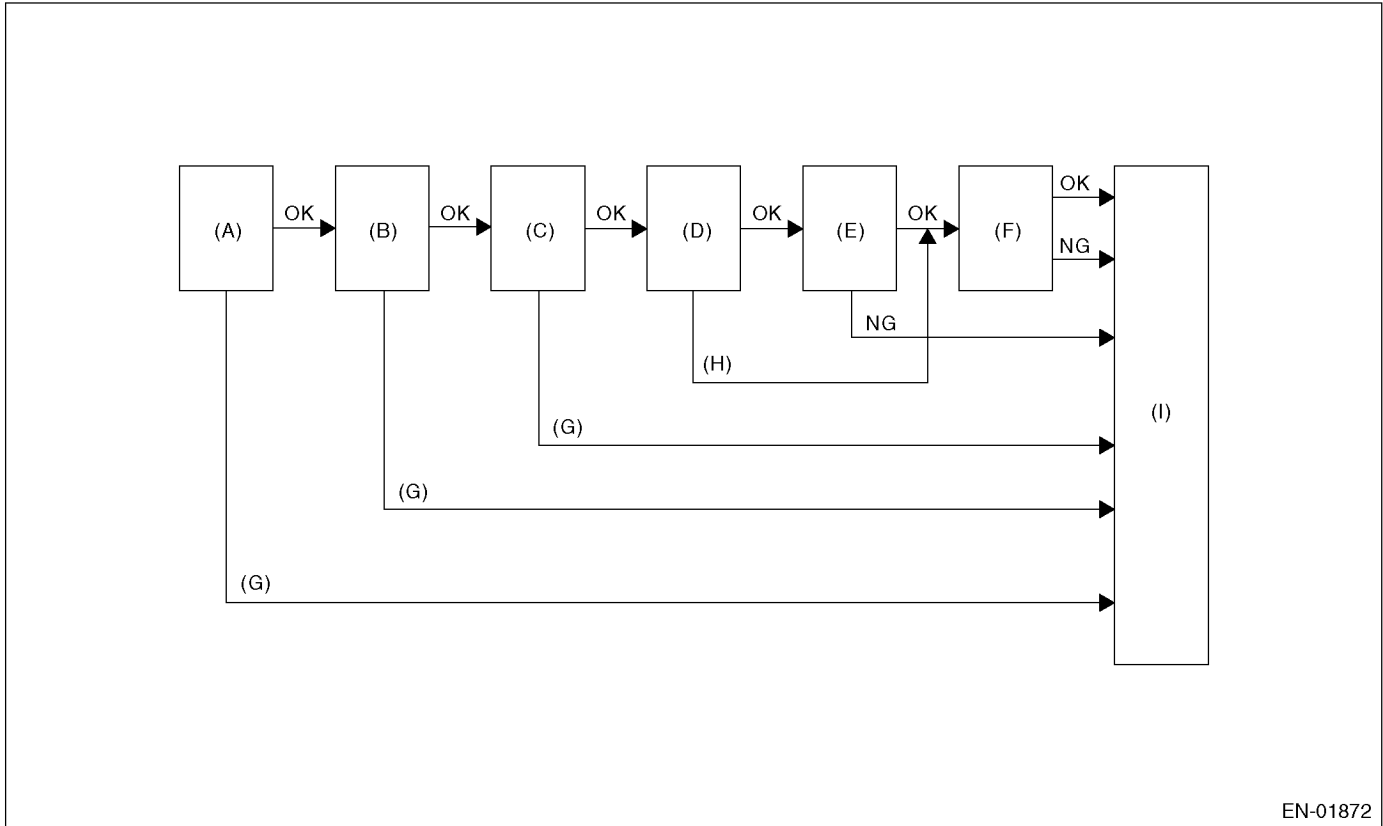 (A) OK (B) OK (C) OK (D) OK (E) OK (F) OK
NG
NG
(H)
(I)
(G)
(G)
(G)
EN-01872